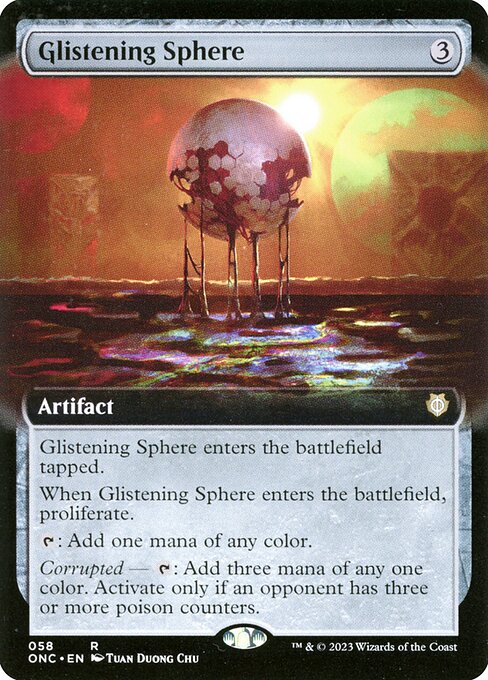 Glistening Sphere 3
Artifact
Glistening Sphere enters the battlefield
tapped.
When Glistening Sphere enters the battlefield,
proliferate.
: Add one mana of any color.
Corrupted — : Add three mana of any one
color. Activate only if an opponent has three
or more poison counters.
058 R
ONC • EN Tuan Duong Chu
™ & © 2023 Wizards of the Coast